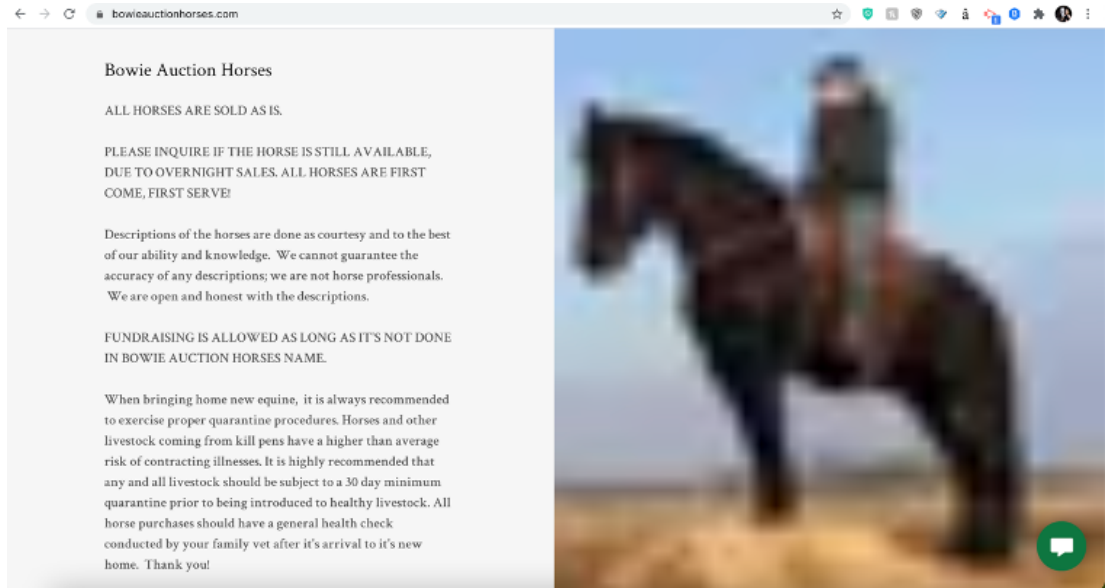 bowieauctionhorses.com
Bowie Auction Horses
ALL HORSES ARE SOLD AS IS.
PLEASE INQUIRE IF THE HORSE IS STILL AVAILABLE,
DUE TO OVERNIGHT SALES. ALL HORSES ARE FIRST
COME, FIRST SERVE!
Descriptions of the horses are done as courtesy and to the best
of our ability and knowledge. We cannot guarantee the
accuracy of any descriptions; we are not horse professionals.
We are open and honest with the descriptions.
FUNDRAISING IS ALLOWED AS LONG AS IT'S NOT DONE
IN BOWIE AUCTION HORSES NAME.
When bringing home new equine, it is always recommended
to exercise proper quarantine procedures. Horses and other
livestock coming from kill pens have a higher than average
risk of contracting illnesses. It is highly recommended that
any and all livestock should be subject to a 30 day minimum
quarantine prior to being introduced to healthy livestock. All
horse purchases should have a general health check
conducted by your family vet after it's arrival to it's new
home. Thank you!